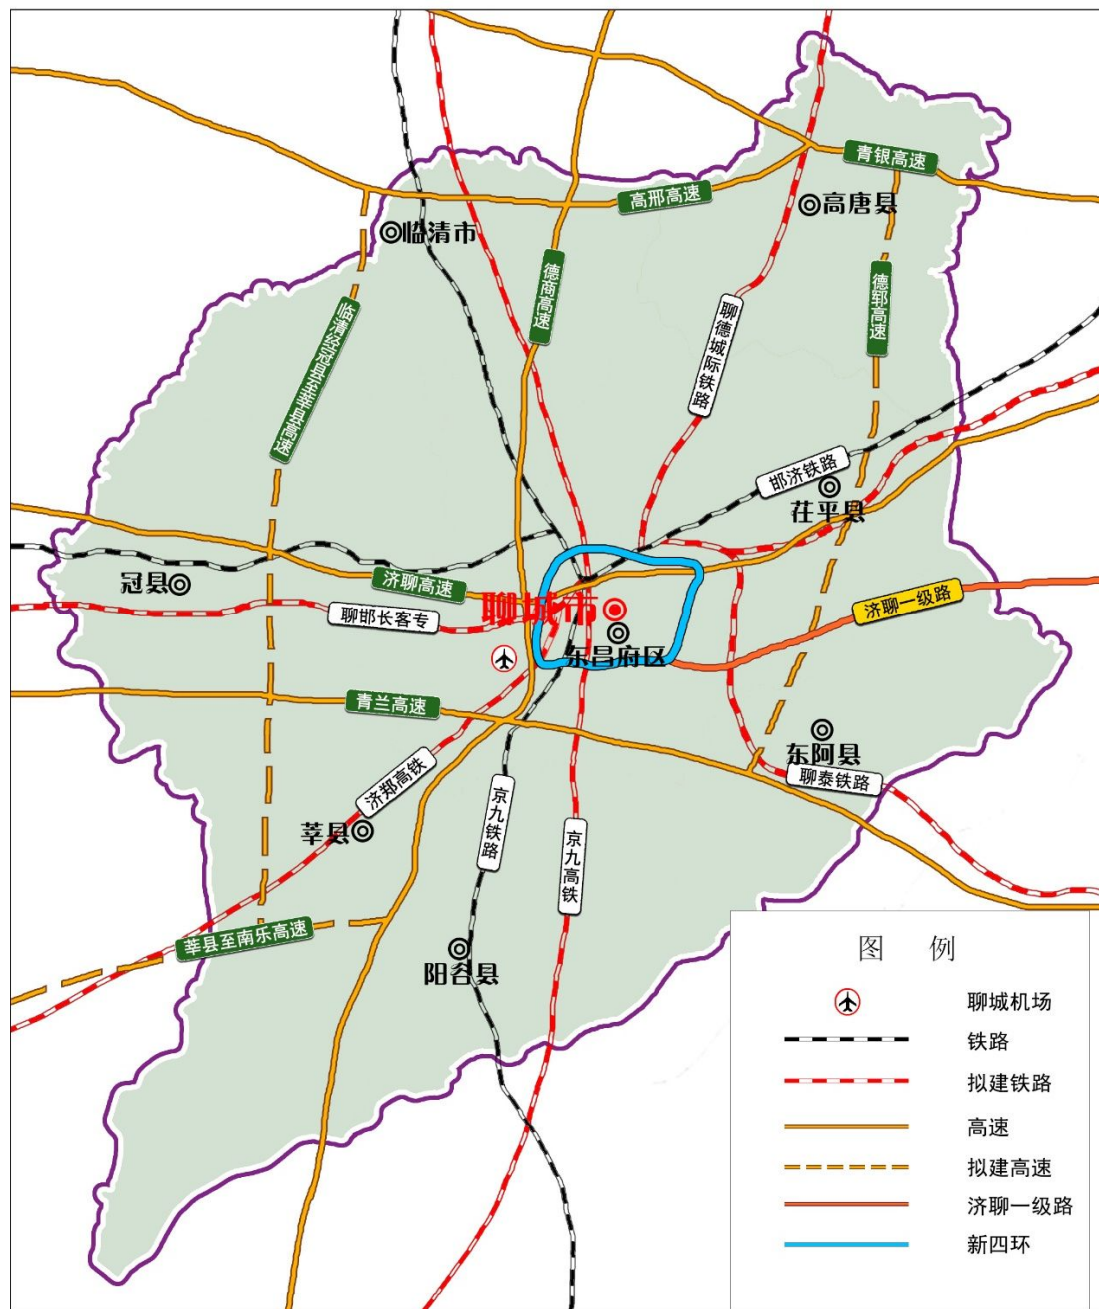 青银高速
高邢高速
高唐县
临清市
德商高速
德郓高速
临清经冠县至莘县高速
聊德城际铁路
邯济铁路
茌平县
冠县
济聊高速
聊城市
济聊一级路
聊邯长客专
东昌府区
青兰高速
东阿县
聊泰铁路
济郑高铁
京九铁路
莘县
京九高铁
莘县至南乐高速
阳谷县
图 例
聊城机场
铁路
拟建铁路
高速
拟建高速
济聊一级路
新四环